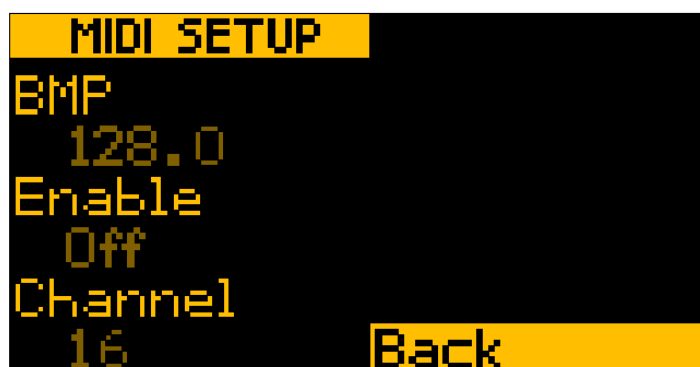 MIDI SETUP
BMP
128.0
Enable
Off
Channel
16
Back